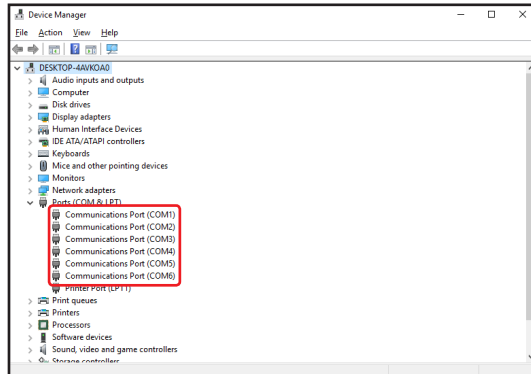 Device Manager
File Action View Help
DESKTOP-4AVKOA0
Audio inputs and outputs
Computer
Disk drives
Display adapters
Human Interface Devices
IDE ATA/ATAPI controllers
Keyboards
Mice and other pointing devices
Monitors
Network adapters
Ports (COM & LPT)
Communications Port (COM1)
Communications Port (COM2)
Communications Port (COM3)
Communications Port (COM4)
Communications Port (COM5)
Communications Port (COM6)
Printer Port (LPT1)
Print queues
Printers
Processors
Software devices
Sound, video and game controllers
Storage controllers